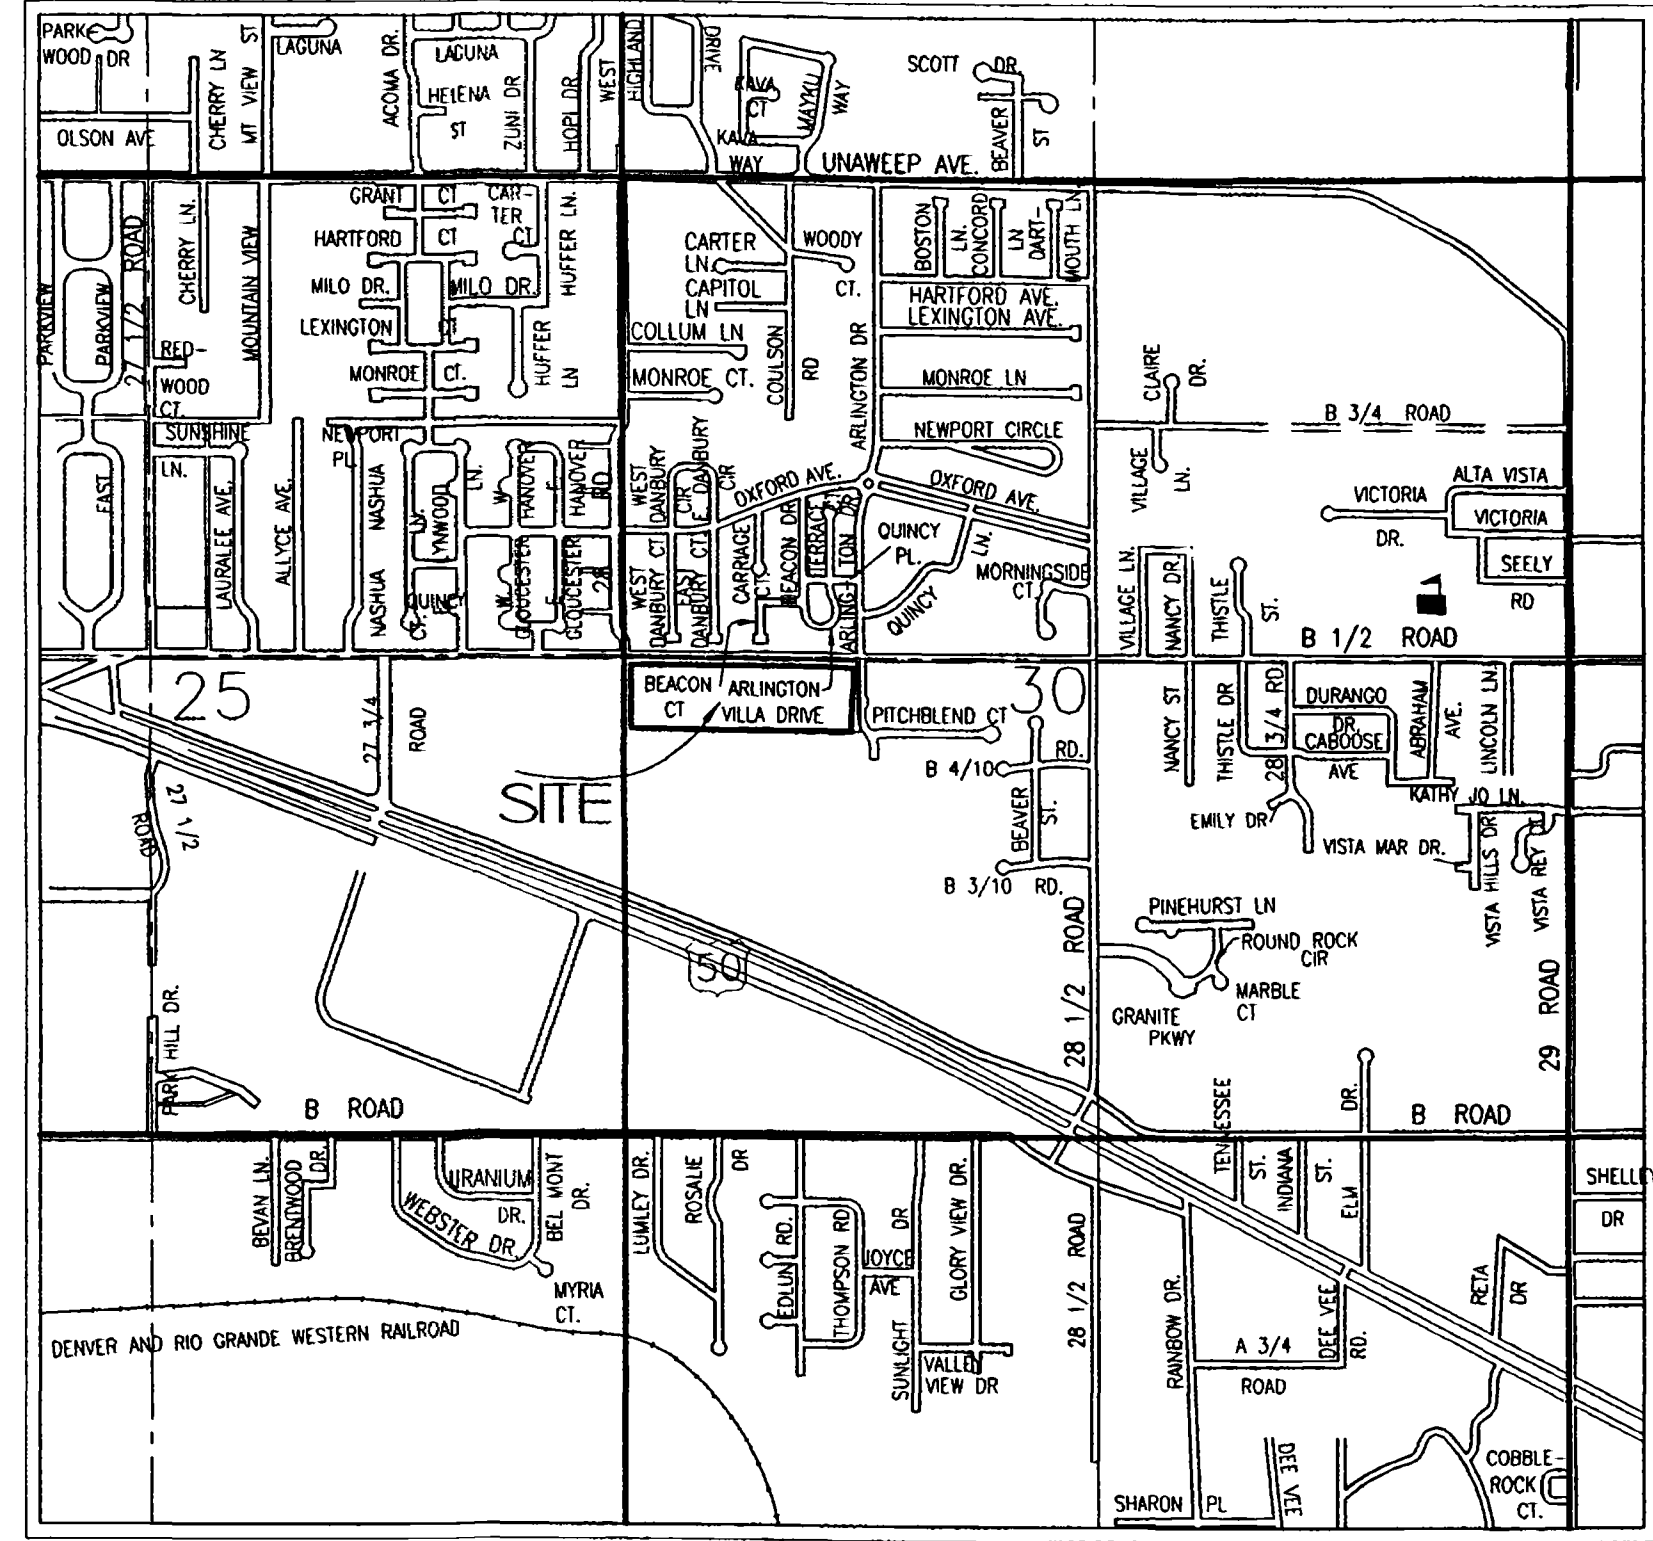 PARK-
WOOD DR
OLSON AVE
CHERRY LN
MT VIEW ST
LAGUNA
ACOMA DR.
LAGUNA
HELENA
ST
ZUNI DR
HOPI DR
WEST
HIGHLAND
DRIVE
KAVA
CT
MAYKU
WAY
KAVA
WAY
UNAWEEP AVE.
SCOTT DR.
BEAVER
ST
PARKVIEW
PARKVIEW
27 1/2 ROAD
CHERRY LN.
MOUNTAIN VIEW
GRANT CT
HARTFORD CT
MILO DR.
LEXINGTON CT
MONROE CT.
CAR-
TER
CT
MILO DR.
HUFFER LN.
HUFFER
LN
RED-
WOOD
CT.
SUNSHINE
LN.
NEWPORT
PL
CARTER
LN.
CAPITOL
LN
COLLUM LN
MONROE CT.
COULSON
RD
WOODY
CT.
ARLINGTON DR
BOSTON
LN.
CONCORD
LN
DART-
MOUTH LN
HARTFORD AVE.
LEXINGTON AVE.
MONROE LN
NEWPORT CIRCLE
CLAIRE
DR.
B 3/4 ROAD
VILLAGE
LN.
ALTA VISTA
VICTORIA
DR.
VICTORIA
SEELY
RD
EAST
LAURALEE AVE.
ALLYCE AVE.
NASHUA
NASHUA
LN.
NASHUA
CT.
LYNWOOD
LN.
QUINCY
W. HANOVER
E. HANOVER
W. GLOUCESTER
E. GLOUCESTER
28 RD
WEST
DANBURY
CIR
E. DANBURY
CIR
WEST
DANBURY CT
EAST
DANBURY CT
CARRIAGE
CT.
BEACON DR
TERRACE
CT.
ARLINGTON
DR
OXFORD AVE.
OXFORD AVE.
QUINCY
PL.
QUINCY
LN.
MORNINGSIDE
CT.
VILLAGE LN.
NANCY DR.
THISTLE
ST.
B 1/2 ROAD
25
27 3/4
ROAD
BEACON
CT
ARLINGTON
VILLA DRIVE
30
PITCHBLEND CT
B 4/10
RD.
BEAVER
ST.
B 3/10 RD.
SITE
NANCY ST
THISTLE DR
28 3/4 RD
DURANGO
DR.
CABOOSE
AVE
ABRAHAM
AVE.
LINCOLN LN.
KATHY JO LN.
EMILY DR
VISTA MAR DR.
VISTA HILLS DR
VISTA REY DR
27 1/2
ROAD
50
28 1/2 ROAD
PINEHURST LN
ROUND ROCK
CIR
MARBLE
CT
GRANITE
PKWY
29 ROAD
PARK HILL DR.
B ROAD
B ROAD
BEVAN LN.
BRENTWOOD
DR.
URANIUM
DR.
WEBSTER DR.
BEL MONT
DR.
MYRIA
CT.
LUMLEY DR.
ROSALIE
DR
EDLUN RD.
THOMPSON RD
JOYCE
AVE
SUNLIGHT
DR
GLORY VIEW DR.
VALLEY
VIEW DR
28 1/2 ROAD
TENNESSEE
ST.
INDIANA
ST.
ELM
DR.
RAINBOW DR.
A 3/4
ROAD
DEE VEE
RD.
RETA
DR
SHELLEY
DR
DENVER AND RIO GRANDE WESTERN RAILROAD
SHARON PL
DEE VEE
COBBLE-
ROCK
CT.